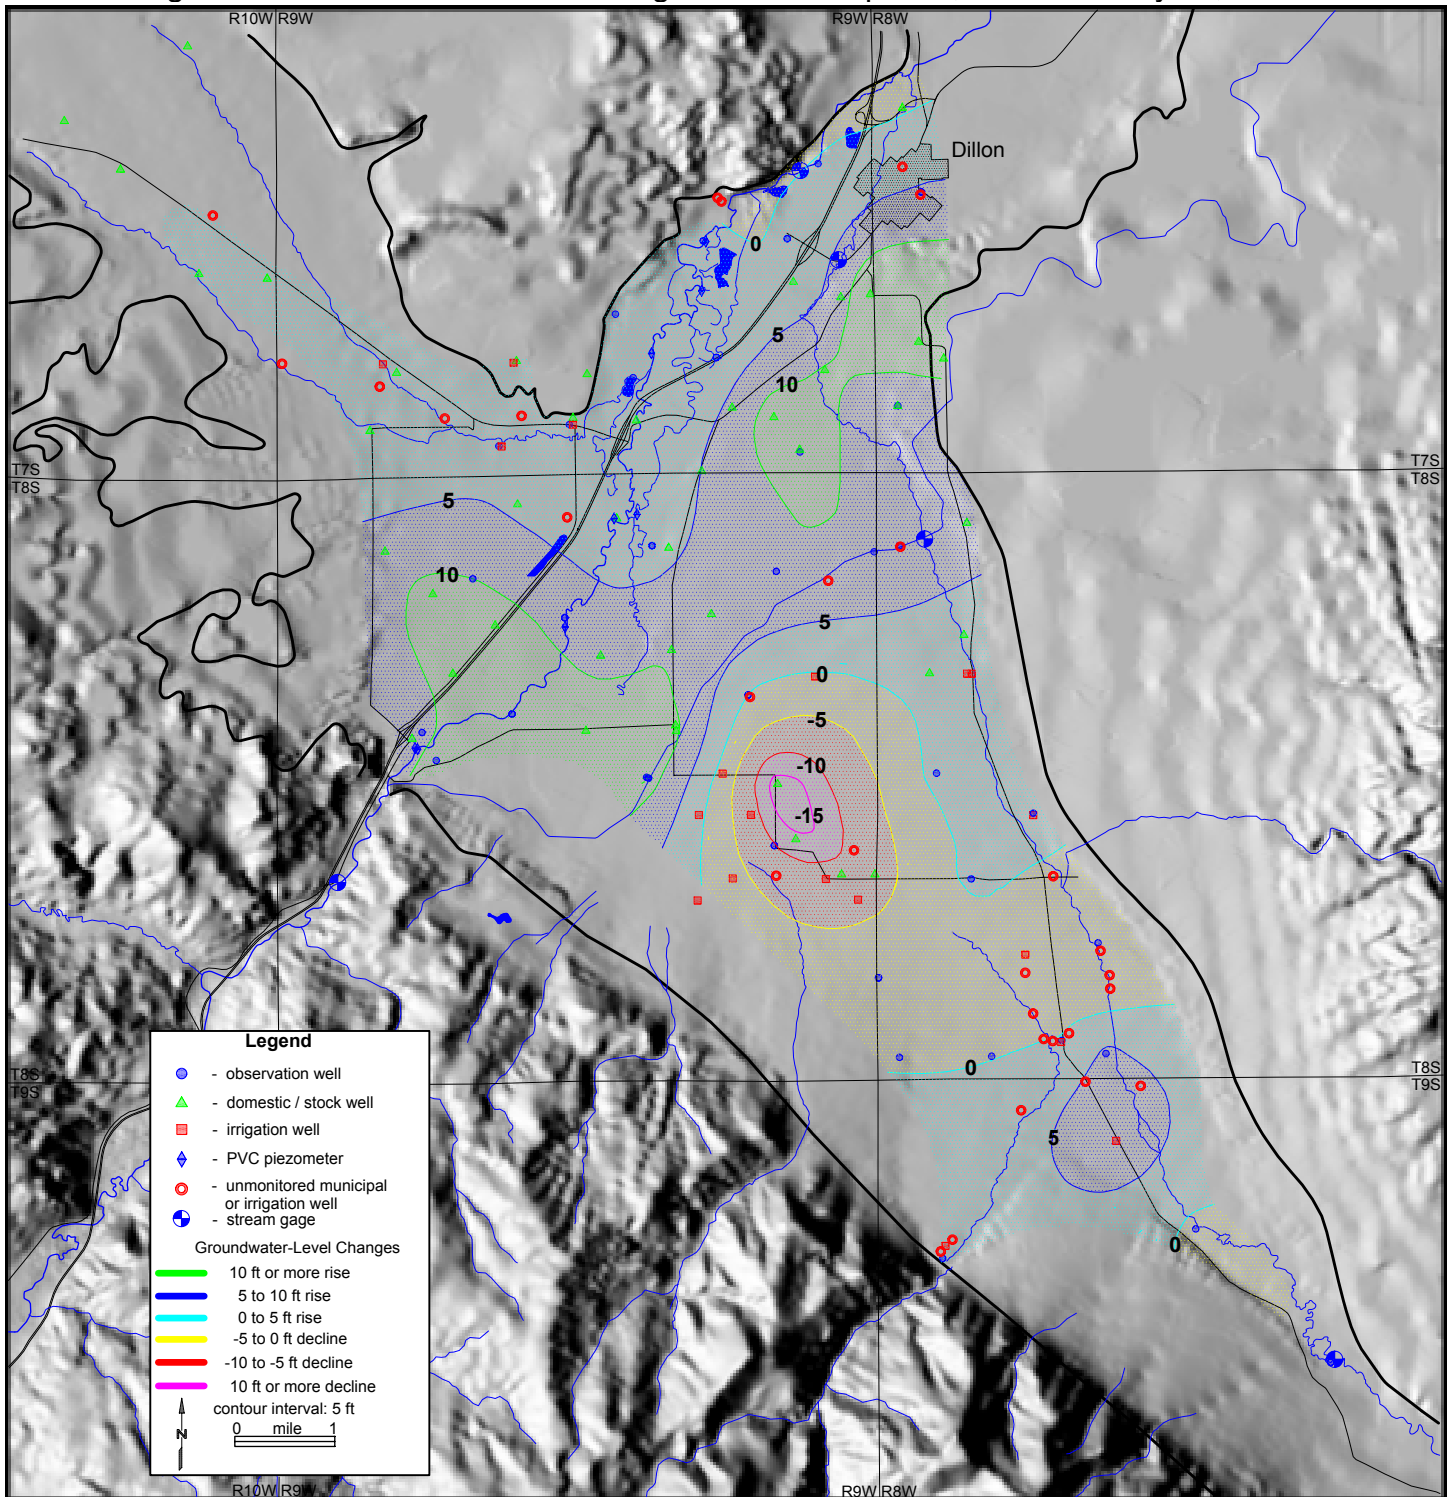 R10W R9W
R9W R8W
Dillon
0
5
10
T7S
T7S
T8S
T8S
5
10
5
0
-5
-10
-15
Legend
- observation well
- domestic / stock well
- irrigation well
- PVC piezometer
- unmonitored municipal
or irrigation well
- stream gage
Groundwater-Level Changes
10 ft or more rise
5 to 10 ft rise
0 to 5 ft rise
-5 to 0 ft decline
-10 to -5 ft decline
10 ft or more decline
contour interval: 5 ft
0 mile 1
N
0
T8S
T8S
T9S
T9S
5
0
R10W R9W
R9W R8W